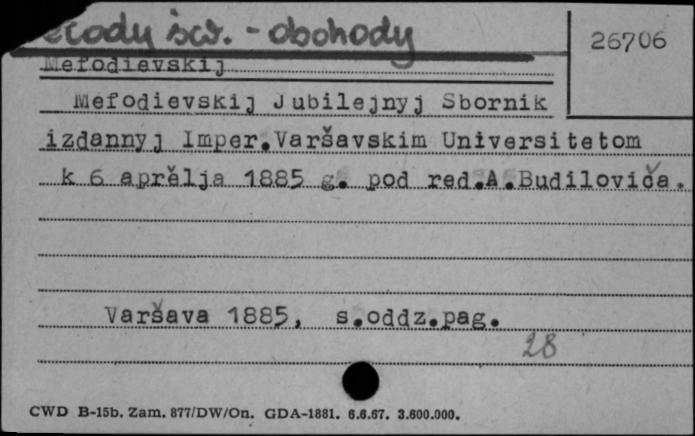 św. - obchody
26706
Mefodievskij
Mefodievskij Jubilejnyj Sbornik
izdannyj Imper.Varšavskim Universitetom
k 6 aprělja 1885 g. pod red.A.Budiloviča.
Varšava 1885, s.oddz.pag.
28
CWD B-15b. Zam. 877/DW/On. GDA-1881. 6.6.67. 3.600.000.